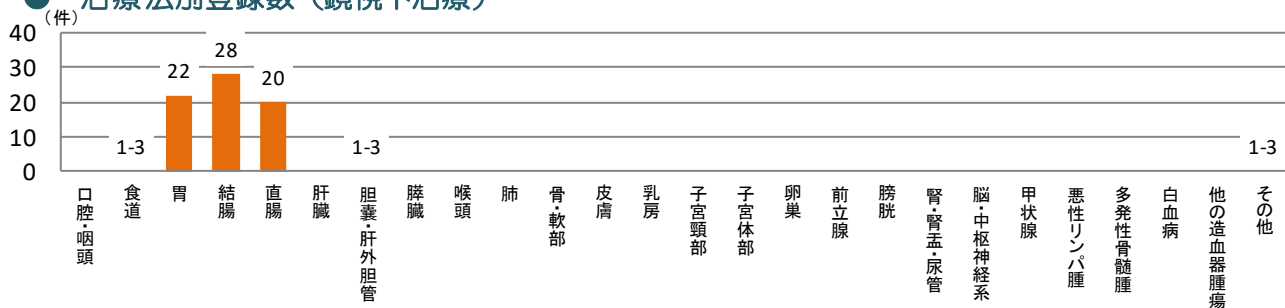 ● 治療法別登録数（鏡視下治療）
（件）
40
30
20
10
0
1-3
22
28
20
1-3
1-3
口腔・咽頭
食道
胃
結腸
直腸
肝臓
胆嚢・肝外胆管
膵臓
喉頭
肺
骨・軟部
皮膚
乳房
子宮頸部
子宮体部
卵巣
前立腺
膀胱
腎・腎盂・尿管
脳・中枢神経系
甲状腺
悪性リンパ腫
多発性骨髄腫
白血病
他の造血器腫瘍
その他